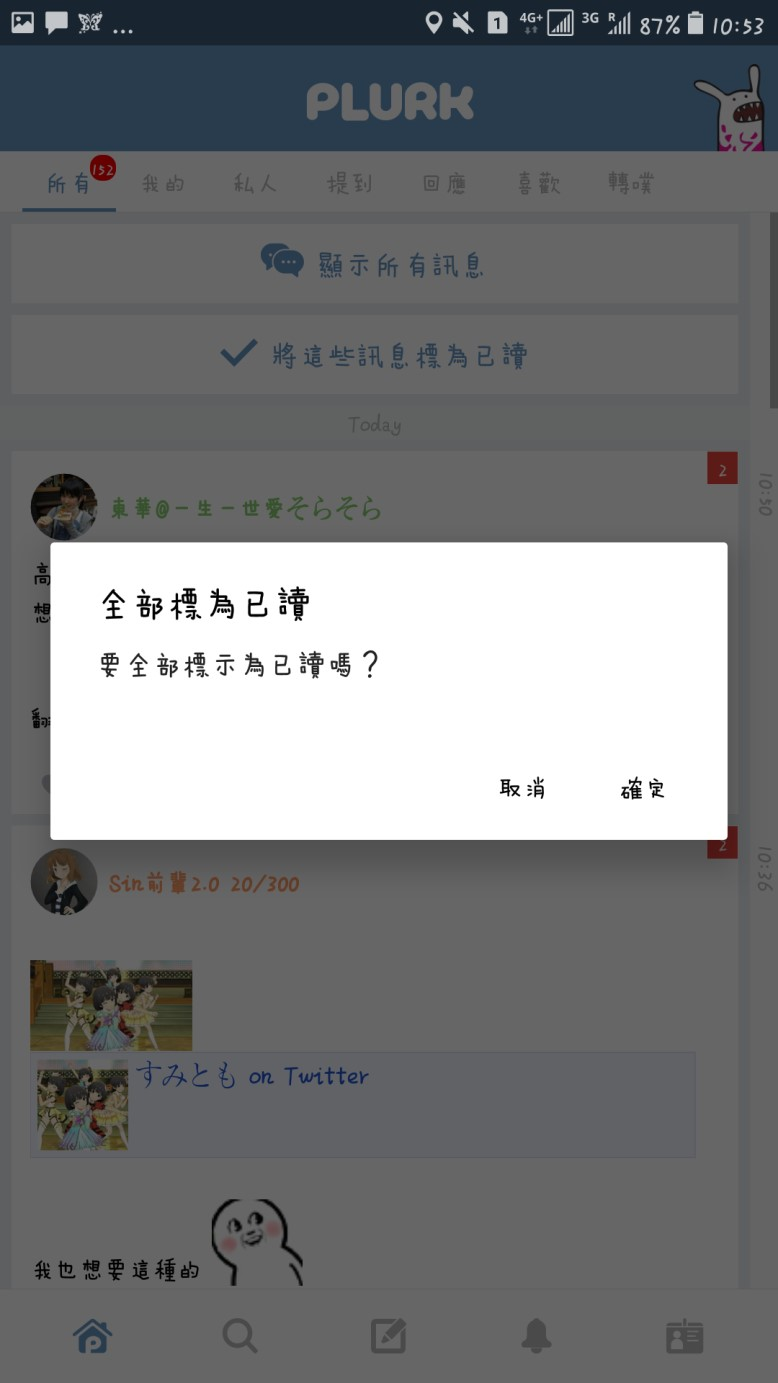 ...
1
4G+
3G
R
87%
10:53
PLURK
所有
152
我的
私人
提到
回應
喜歡
轉噗
顯示所有訊息
將這些訊息標為已讀
Today
2
10:50
東華@一生一世愛そらそら
高
想
全部標為已讀
要全部標示為已讀嗎？
取消
確定
2
10:36
Sin前輩2.0 20/300
すみとも on Twitter
我也想要這種的